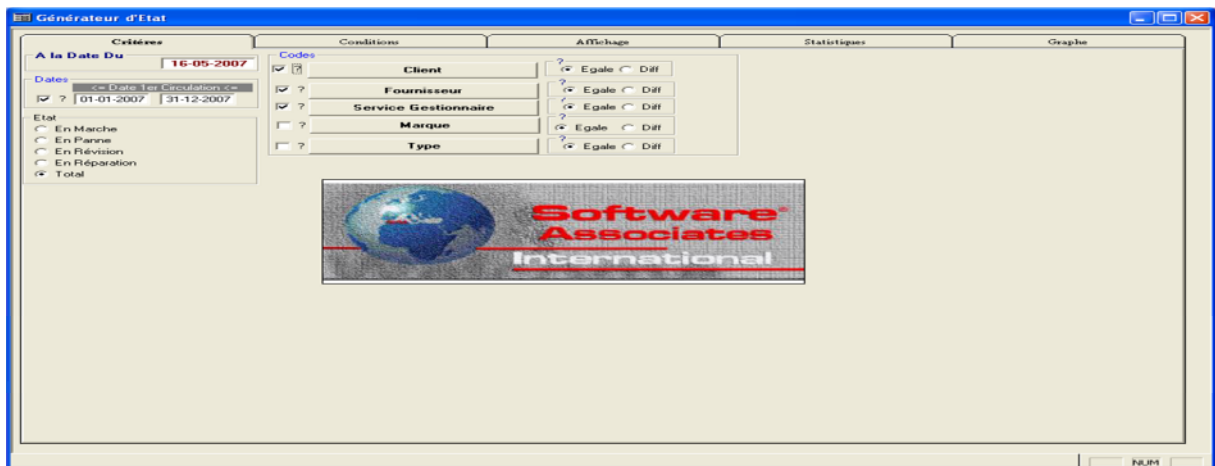 Générateur d'Etat
Critères Conditions Affichage Statistiques Graphe
A la Date Du 16-05-2007
Dates
<= Date 1er Circulation <=
? 01-01-2007 31-12-2007
Etat
En Marche
En Panne
En Révision
En Réparation
Total
Codes
? Client ? Egale Diff
? Fournisseur ? Egale Diff
? Service Gestionnaire ? Egale Diff
? Marque ? Egale Diff
? Type ? Egale Diff
Software®
Associates
International
NUM